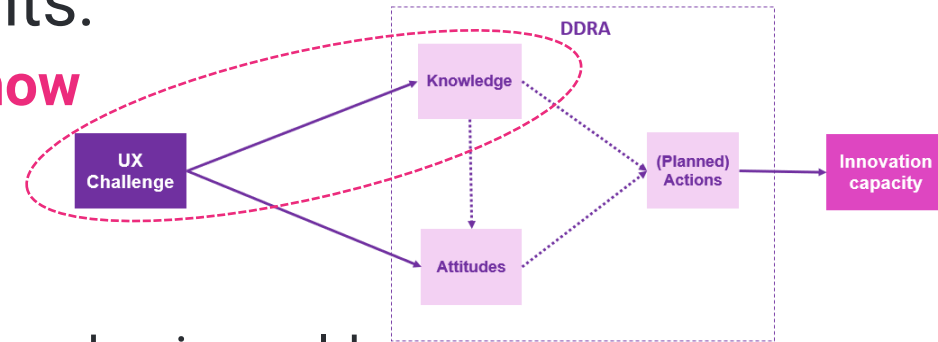 DDRA
Knowledge
UX
Challenge
(Planned)
Actions
Innovation
capacity
Attitudes